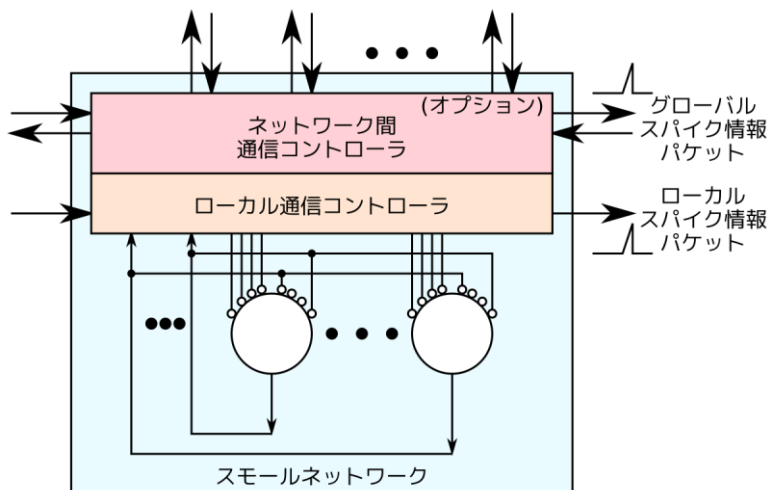 (オプション)
ネットワーク間
通信コントローラ
ローカル通信コントローラ
グローバル
スパイク情報
パケット
ローカル
スパイク情報
パケット
スモールネットワーク